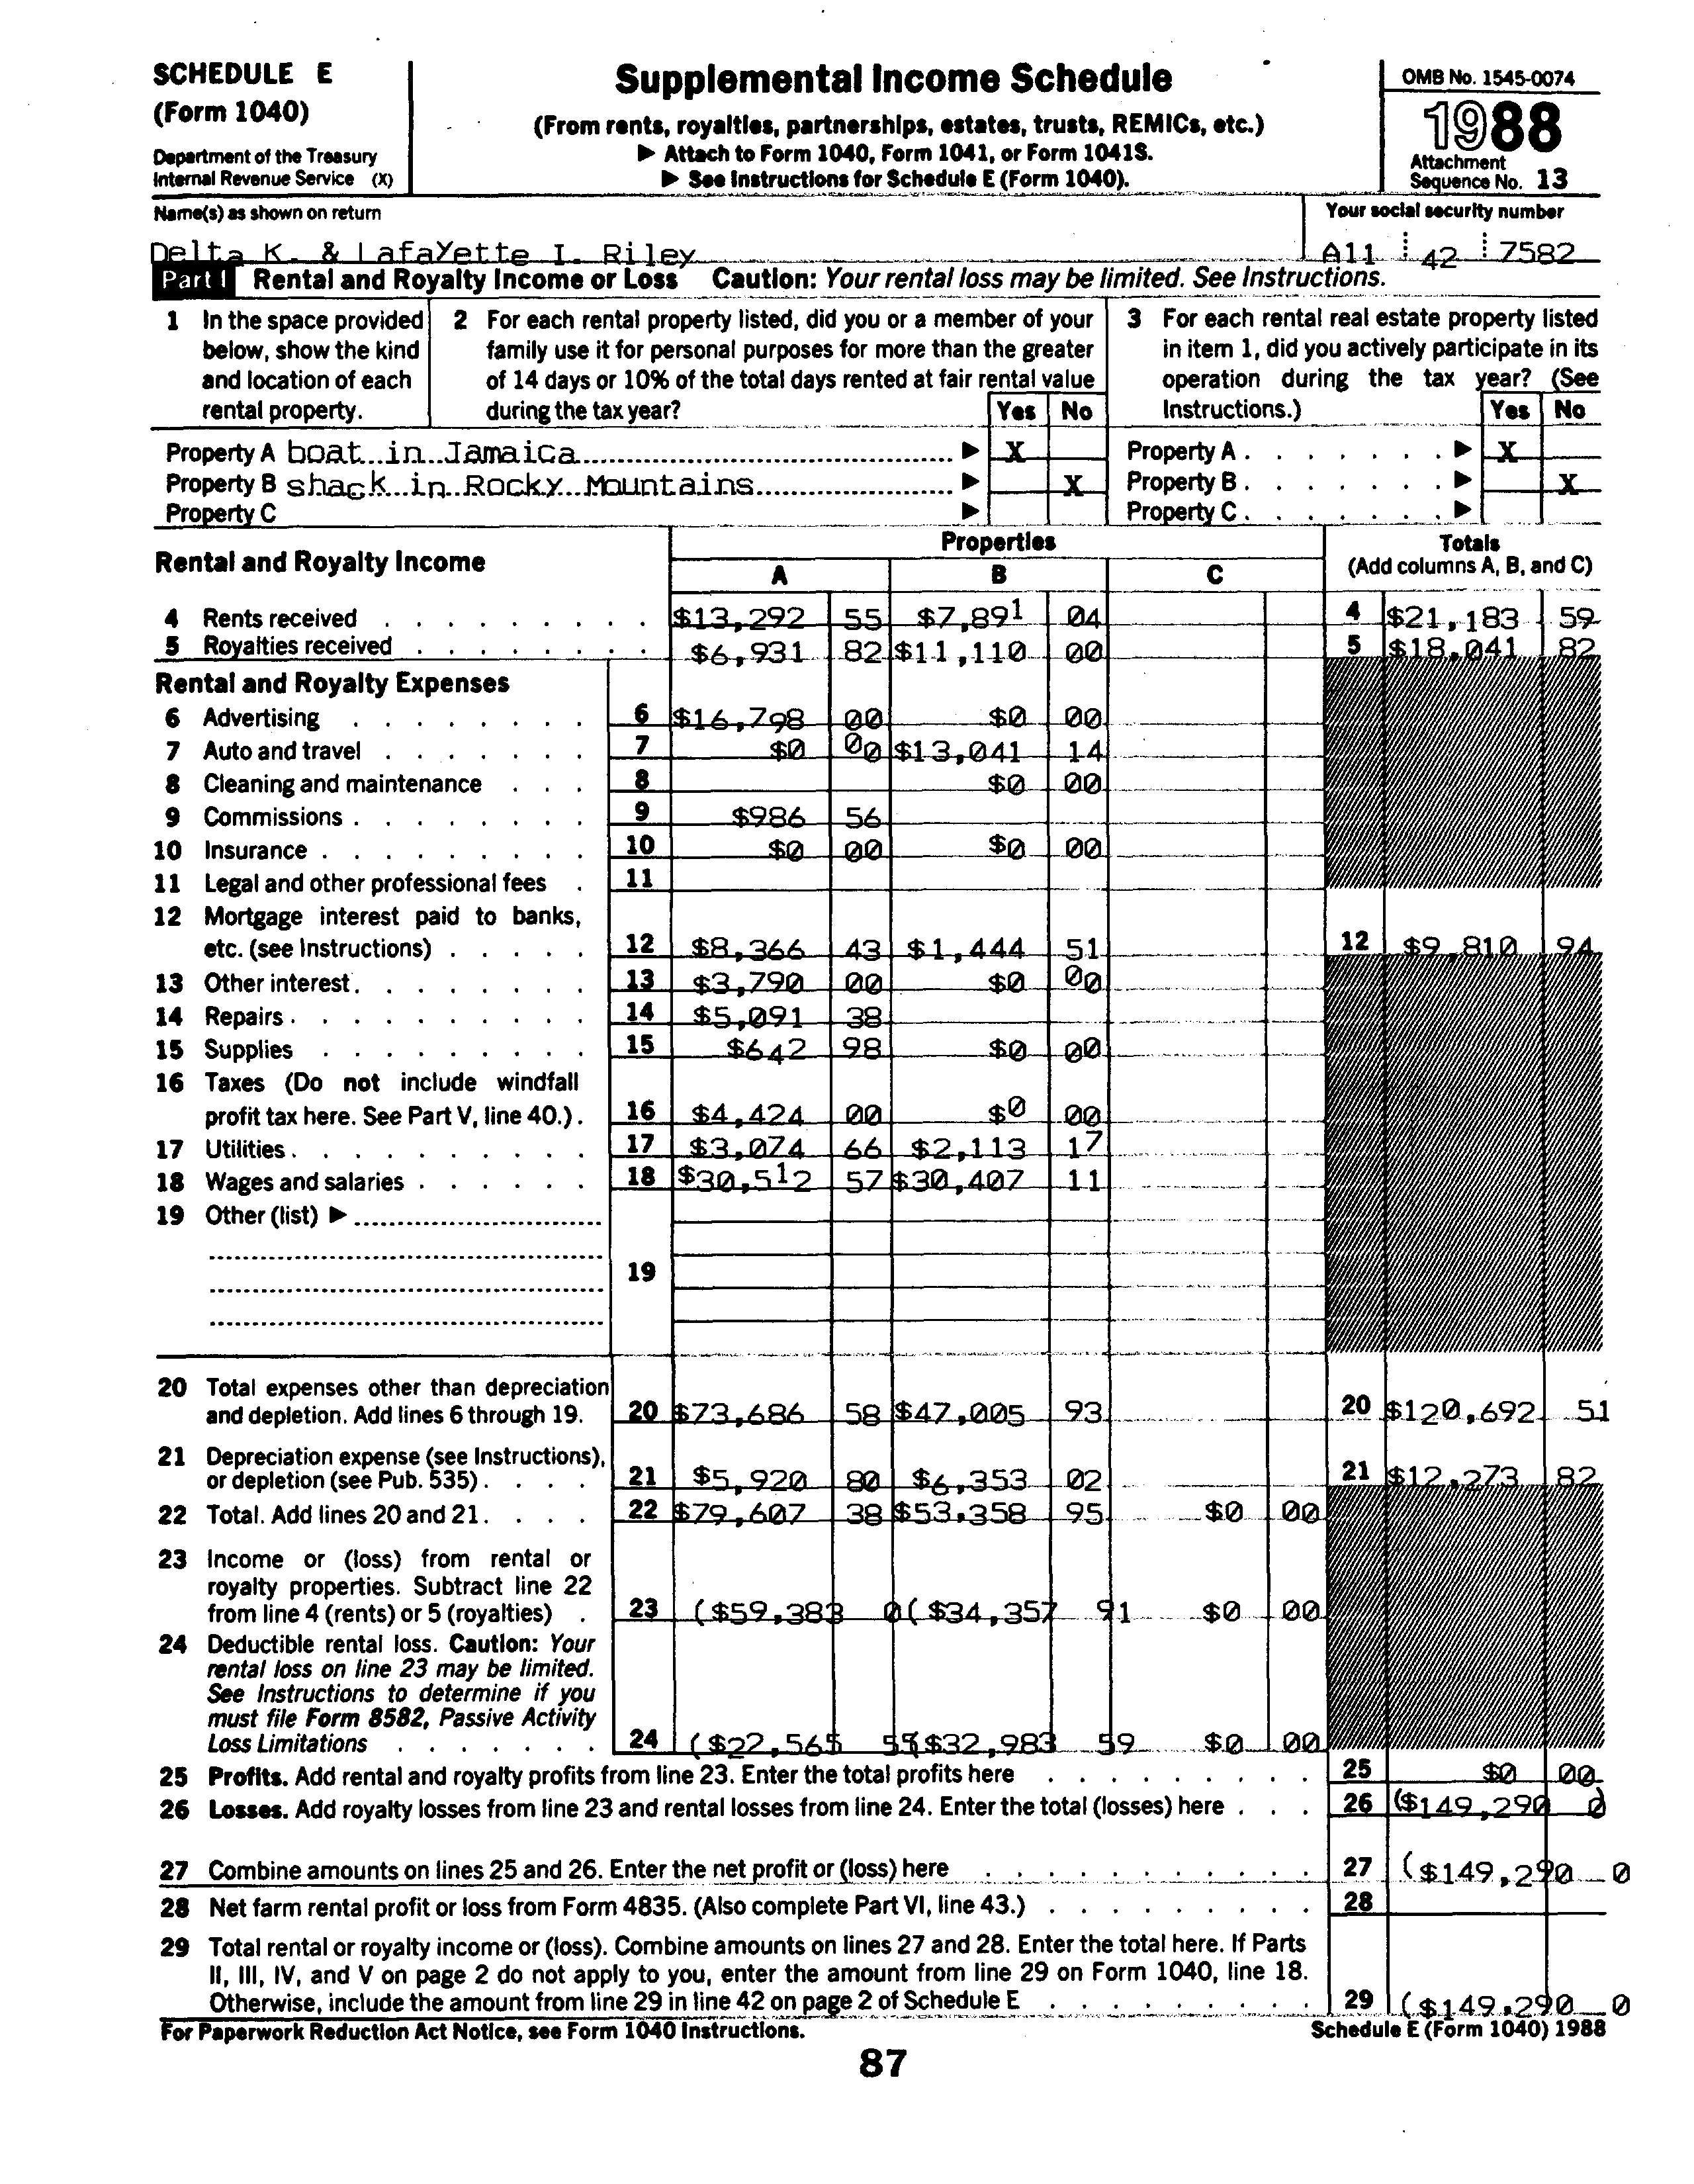 SCHEDULE E
(Form 1040)
Department of the Treasury
Internal Revenue Service (X)
Supplemental Income Schedule
(From rents, royalties, partnerships, estates, trusts, REMICs, etc.)
▶ Attach to Form 1040, Form 1041, or Form 1041S.
▶ See Instructions for Schedule E (Form 1040).
OMB No. 1545-0074
1988
Attachment
Sequence No. 13
Name(s) as shown on return
Delta K. & Lafayette I. Riley
Your social security number
A11 42 7582
Part I Rental and Royalty Income or Loss Caution: Your rental loss may be limited. See Instructions.
1 In the space provided
below, show the kind
and location of each
rental property.
2 For each rental property listed, did you or a member of your
family use it for personal purposes for more than the greater
of 14 days or 10% of the total days rented at fair rental value
during the tax year? Yes No
3 For each rental real estate property listed
in item 1, did you actively participate in its
operation during the tax year? (See
Instructions.) Yes No
Property A boat in Jamaica ▶ X Property A ▶ X
Property B shack in Rocky Mountains ▶ X Property B ▶ X
Property C ▶ Property C ▶
Rental and Royalty Income
Properties
A B C
Totals
(Add columns A, B, and C)
4 Rents received $13,292 55 $7,891 04 4 $21,183 59
5 Royalties received $6,931 82 $11,110 00 5 $18,041 82
Rental and Royalty Expenses
6 Advertising 6 $16,798 00 $0 00
7 Auto and travel 7 $0 00 $13,041 14
8 Cleaning and maintenance 8 $0 00
9 Commissions 9 $986 56
10 Insurance 10 $0 00 $0 00
11 Legal and other professional fees 11
12 Mortgage interest paid to banks,
etc. (see Instructions) 12 $8,366 43 $1,444 51 12 $9,810 94
13 Other interest 13 $3,790 00 $0 00
14 Repairs 14 $5,091 38
15 Supplies 15 $642 98 $0 00
16 Taxes (Do not include windfall
profit tax here. See Part V, line 40.) 16 $4,424 00 $0 00
17 Utilities 17 $3,074 66 $2,113 17
18 Wages and salaries 18 $30,512 57 $30,407 11
19 Other (list) ▶
19
20 Total expenses other than depreciation
and depletion. Add lines 6 through 19. 20 $73,686 58 $47,005 93 20 $120,692 51
21 Depreciation expense (see Instructions),
or depletion (see Pub. 535) 21 $5,920 80 $6,353 02 21 $12,273 82
22 Total. Add lines 20 and 21 22 $79,607 38 $53,358 95 $0 00
23 Income or (loss) from rental or
royalty properties. Subtract line 22
from line 4 (rents) or 5 (royalties) 23 ($59,383 0 ($34,357 91 $0 00
24 Deductible rental loss. Caution: Your
rental loss on line 23 may be limited.
See Instructions to determine if you
must file Form 8582, Passive Activity
Loss Limitations 24 ($22,565 55 ($32,983 59 $0 00
25 Profits. Add rental and royalty profits from line 23. Enter the total profits here 25 $0 00
26 Losses. Add royalty losses from line 23 and rental losses from line 24. Enter the total (losses) here 26 ($149,290 0)
27 Combine amounts on lines 25 and 26. Enter the net profit or (loss) here 27 ($149,290 0
28 Net farm rental profit or loss from Form 4835. (Also complete Part VI, line 43.) 28
29 Total rental or royalty income or (loss). Combine amounts on lines 27 and 28. Enter the total here. If Parts
II, III, IV, and V on page 2 do not apply to you, enter the amount from line 29 on Form 1040, line 18.
Otherwise, include the amount from line 29 in line 42 on page 2 of Schedule E 29 ($149,290 0
For Paperwork Reduction Act Notice, see Form 1040 Instructions. Schedule E (Form 1040) 1988
87